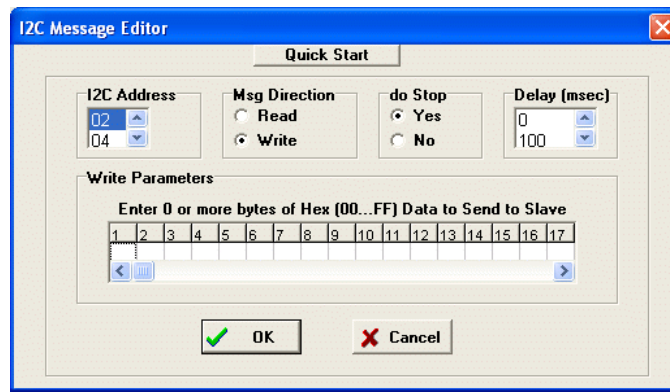 I2C Message Editor
Quick Start
I2C Address Msg Direction do Stop Delay (msec)
02 Read Yes 0
04 Write No 100
Write Parameters
Enter 0 or more bytes of Hex (00...FF) Data to Send to Slave
1 2 3 4 5 6 7 8 9 10 11 12 13 14 15 16 17
OK Cancel